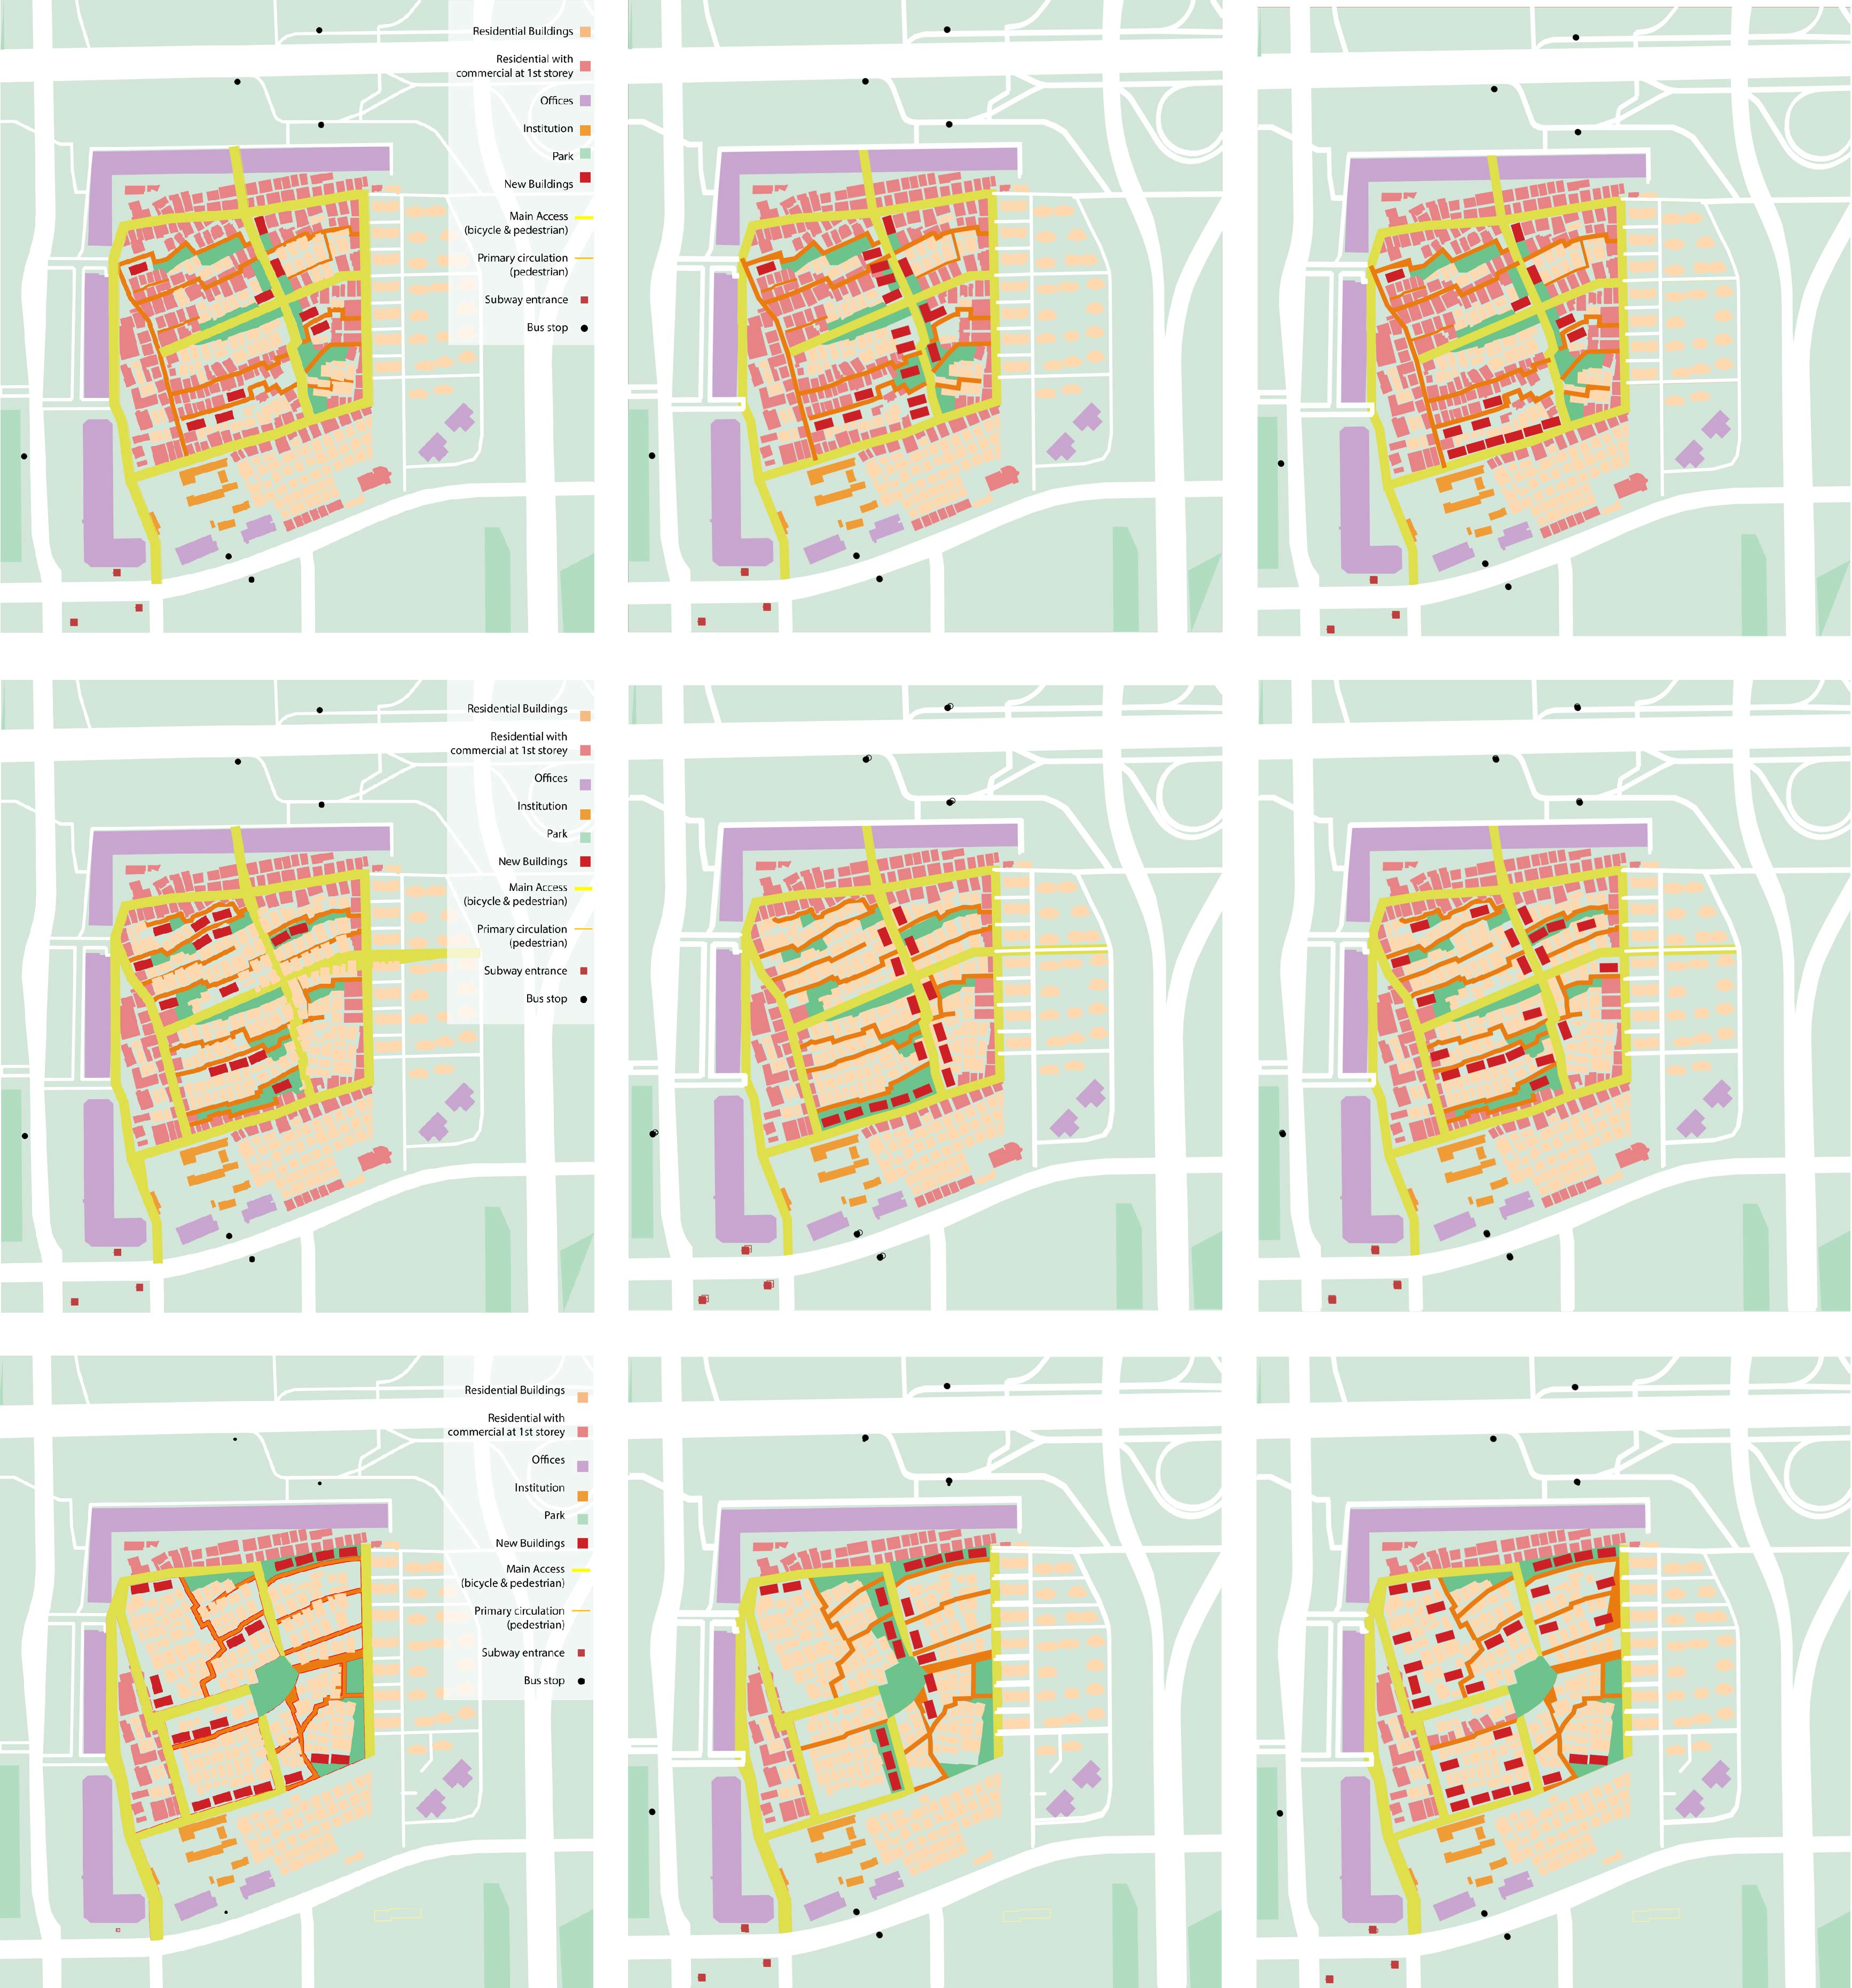 Residential Buildings
Residential with
commercial at 1st storey
Offices
Institution
Park
New Buildings
Main Access
(bicycle & pedestrian)
Primary circulation
(pedestrian)
Subway entrance
Bus stop
Residential Buildings
Residential with
commercial at 1st storey
Offices
Institution
Park
New Buildings
Main Access
(bicycle & pedestrian)
Primary circulation
(pedestrian)
Subway entrance
Bus stop
Residential Buildings
Residential with
commercial at 1st storey
Offices
Institution
Park
New Buildings
Main Access
(bicycle & pedestrian)
Primary circulation
(pedestrian)
Subway entrance
Bus stop